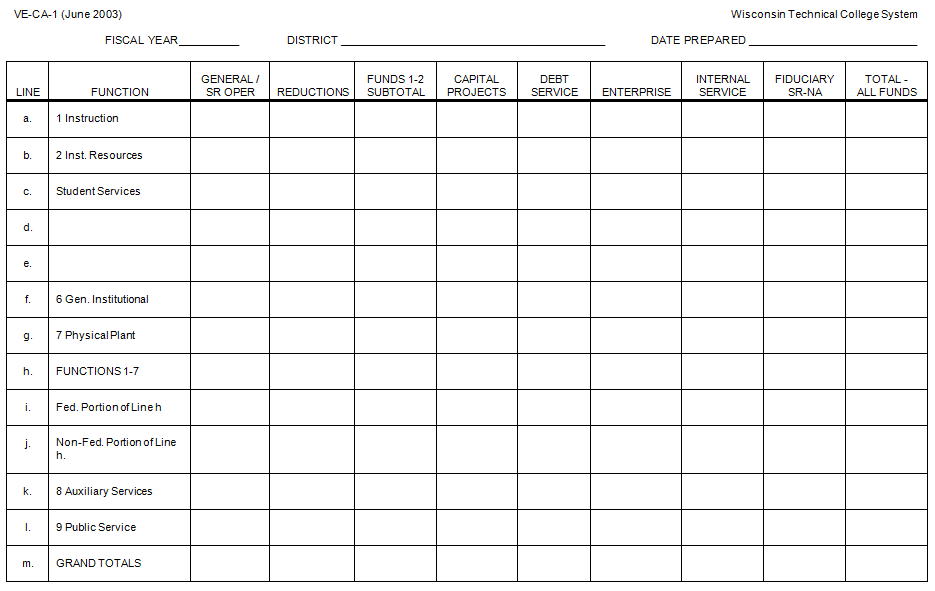 VE-CA-1 (June 2003) Wisconsin Technical College System
FISCAL YEAR__________ DISTRICT ____________________________________________ DATE PREPARED ____________________________
LINE FUNCTION GENERAL / SR OPER REDUCTIONS FUNDS 1-2 SUBTOTAL CAPITAL PROJECTS DEBT SERVICE ENTERPRISE INTERNAL SERVICE FIDUCIARY SR-NA TOTAL - ALL FUNDS
a. 1 Instruction
b. 2 Inst. Resources
c. Student Services
d.
e.
f. 6 Gen. Institutional
g. 7 Physical Plant
h. FUNCTIONS 1-7
i. Fed. Portion of Line h
j. Non-Fed. Portion of Line
h.
k. 8 Auxiliary Services
l. 9 Public Service
m. GRAND TOTALS